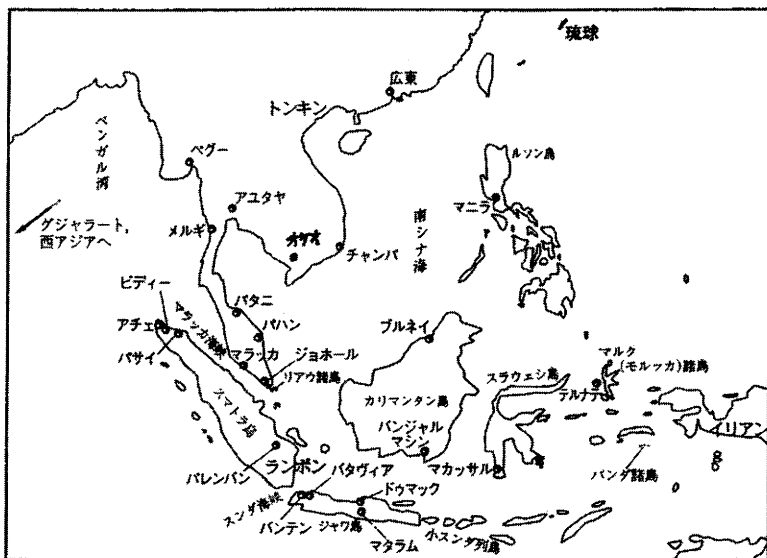 琉球
広東
トンキン
ベンガル湾
ペグー
ルソン島
アユタヤ
マニラ
南シナ海
グジャラート,
西アジアへ
メルギ
オケオ
チャンパ
ピディー
パタニ
アチェ
マラッカ海峡
パハン
ブルネイ
パサイ
マラッカ
ジョホール
リアウ諸島
マルク
(モルッカ)諸島
スラウェシ島
テルナテ
スマトラ島
カリマンタン島
バンジャル
マシン
イリアン
パレンバン
ランポン
マカッサル
バンダ諸島
バタヴィア
ドゥマック
スンダ海峡
バンテン
ジャワ島
小スンダ列島
マタラム